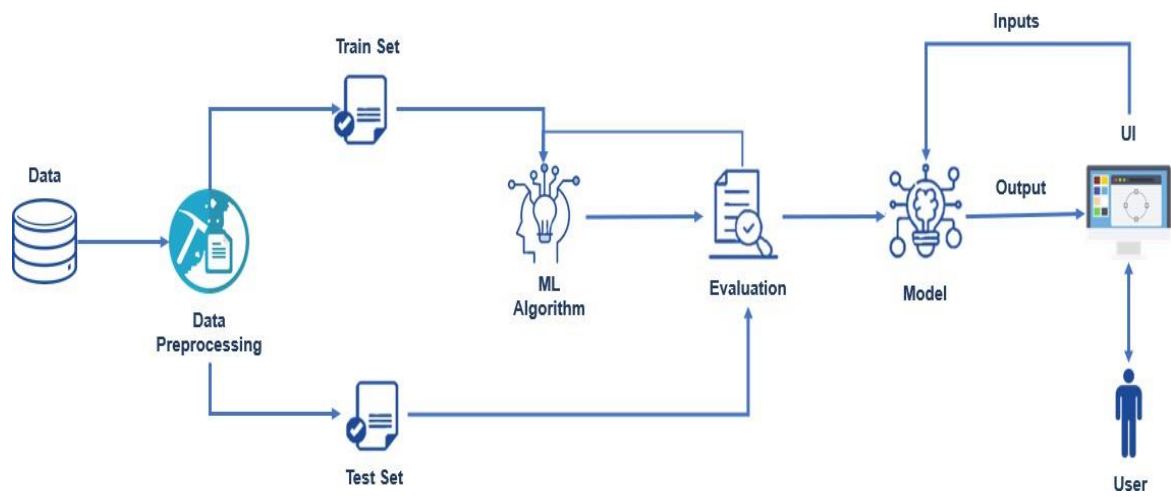 Inputs
Train Set
UI
Data
Output
ML
Algorithm
Evaluation
Model
Data
Preprocessing
Test Set
User